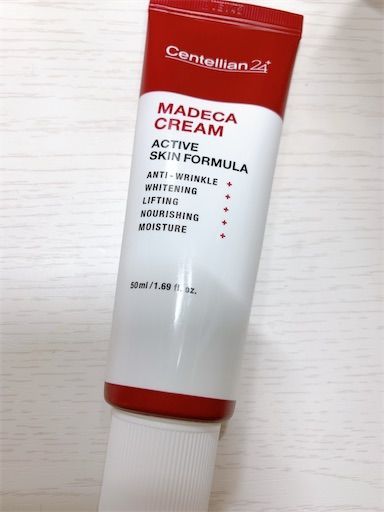 Centellian24+
MADECA
CREAM
ACTIVE
SKIN FORMULA
ANTI-WRINKLE +
WHITENING +
LIFTING +
NOURISHING +
MOISTURE +
50ml/1.69 fl. oz.